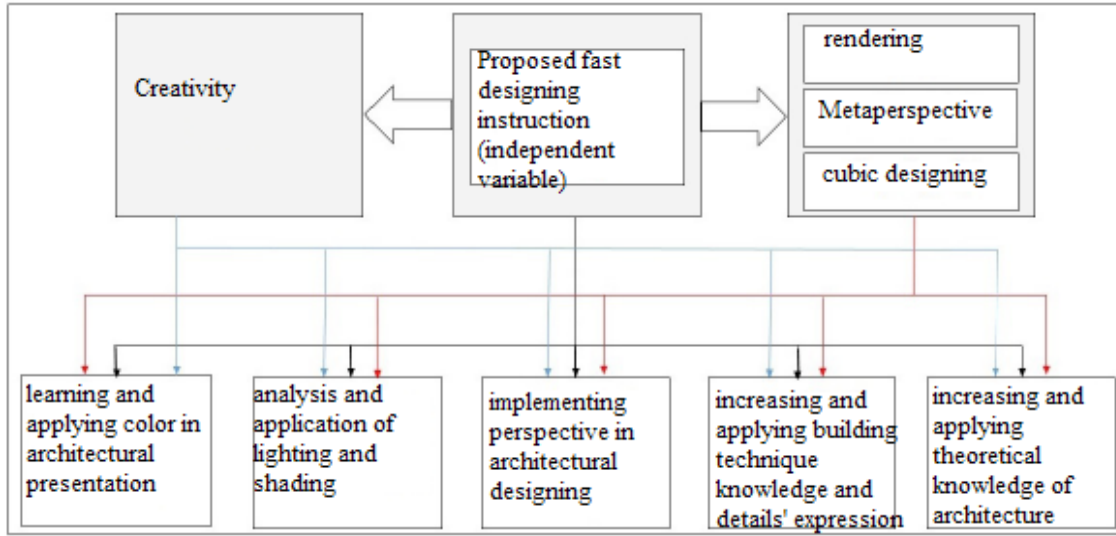 Creativity
Proposed fast
designing
instruction
(independent
variable)
rendering
Metaperspective
cubic designing
learning and
applying color in
architectural
presentation
analysis and
application of
lighting and
shading
implementing
perspective in
architectural
designing
increasing and
applying building
technique
knowledge and
details' expression
increasing and
applying
theoretical
knowledge of
architecture